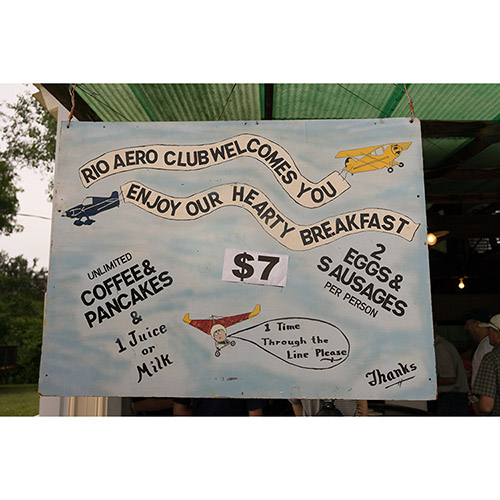 RIO AERO CLUB WELCOMES YOU
ENJOY OUR HEARTY BREAKFAST
UNLIMITED
COFFEE &
PANCAKES
&
1 Juice
or
Milk
$7
2
EGGS &
SAUSAGES
PER PERSON
1 Time
Through the
Line Please
Thanks